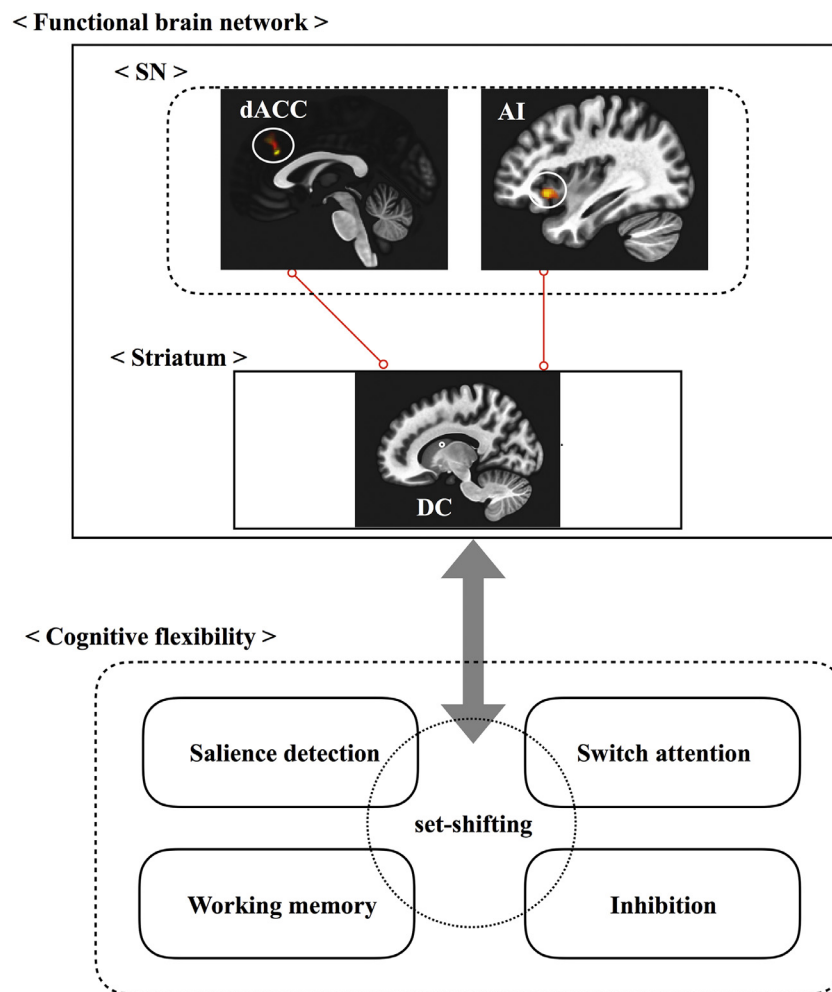 < Functional brain network >
< SN >
dACC
AI
< Striatum >
DC
< Cognitive flexibility >
Salience detection
Switch attention
set-shifting
Working memory
Inhibition